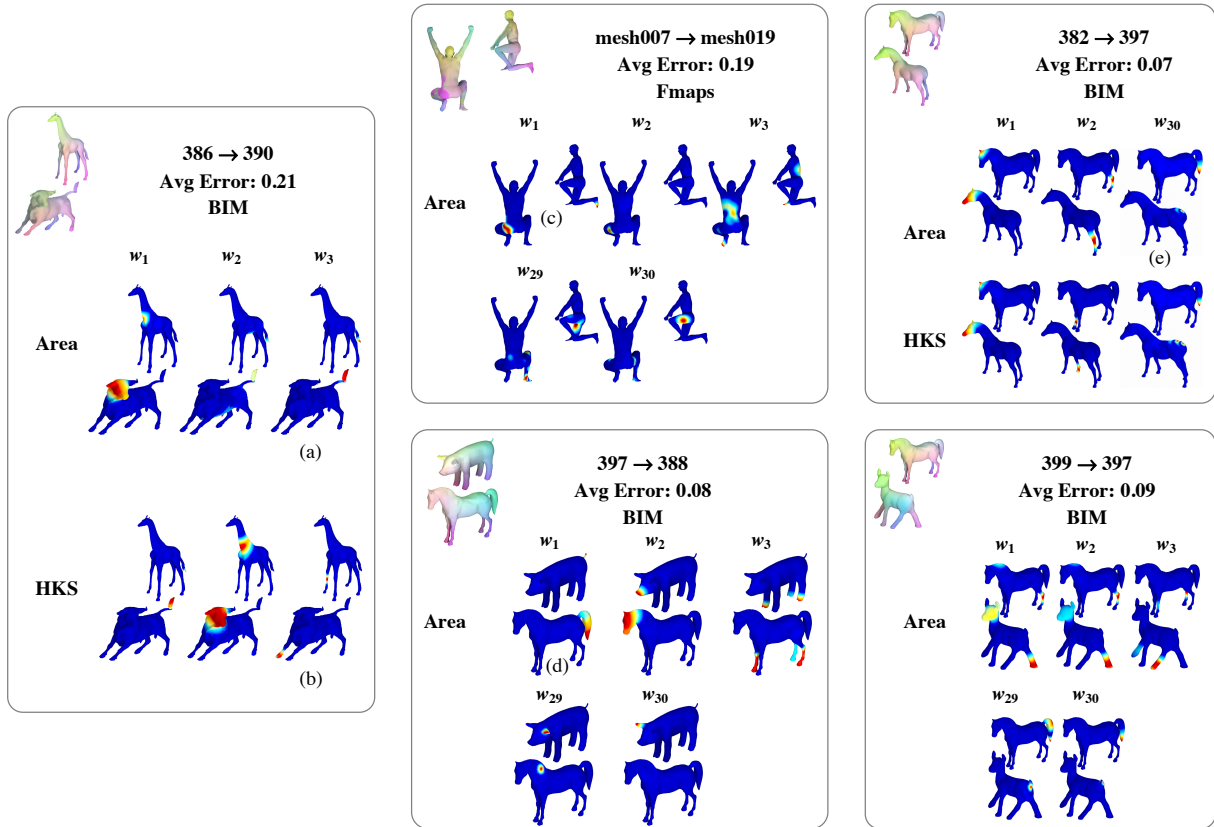 386 → 390
Avg Error: 0.21
BIM
w1 w2 w3
Area
(a)
HKS
(b)
mesh007 → mesh019
Avg Error: 0.19
Fmaps
w1 w2 w3
Area
(c)
w29 w30
382 → 397
Avg Error: 0.07
BIM
w1 w2 w30
Area
(e)
HKS
397 → 388
Avg Error: 0.08
BIM
w1 w2 w3
Area
(d)
w29 w30
399 → 397
Avg Error: 0.09
BIM
w1 w2 w3
Area
w29 w30